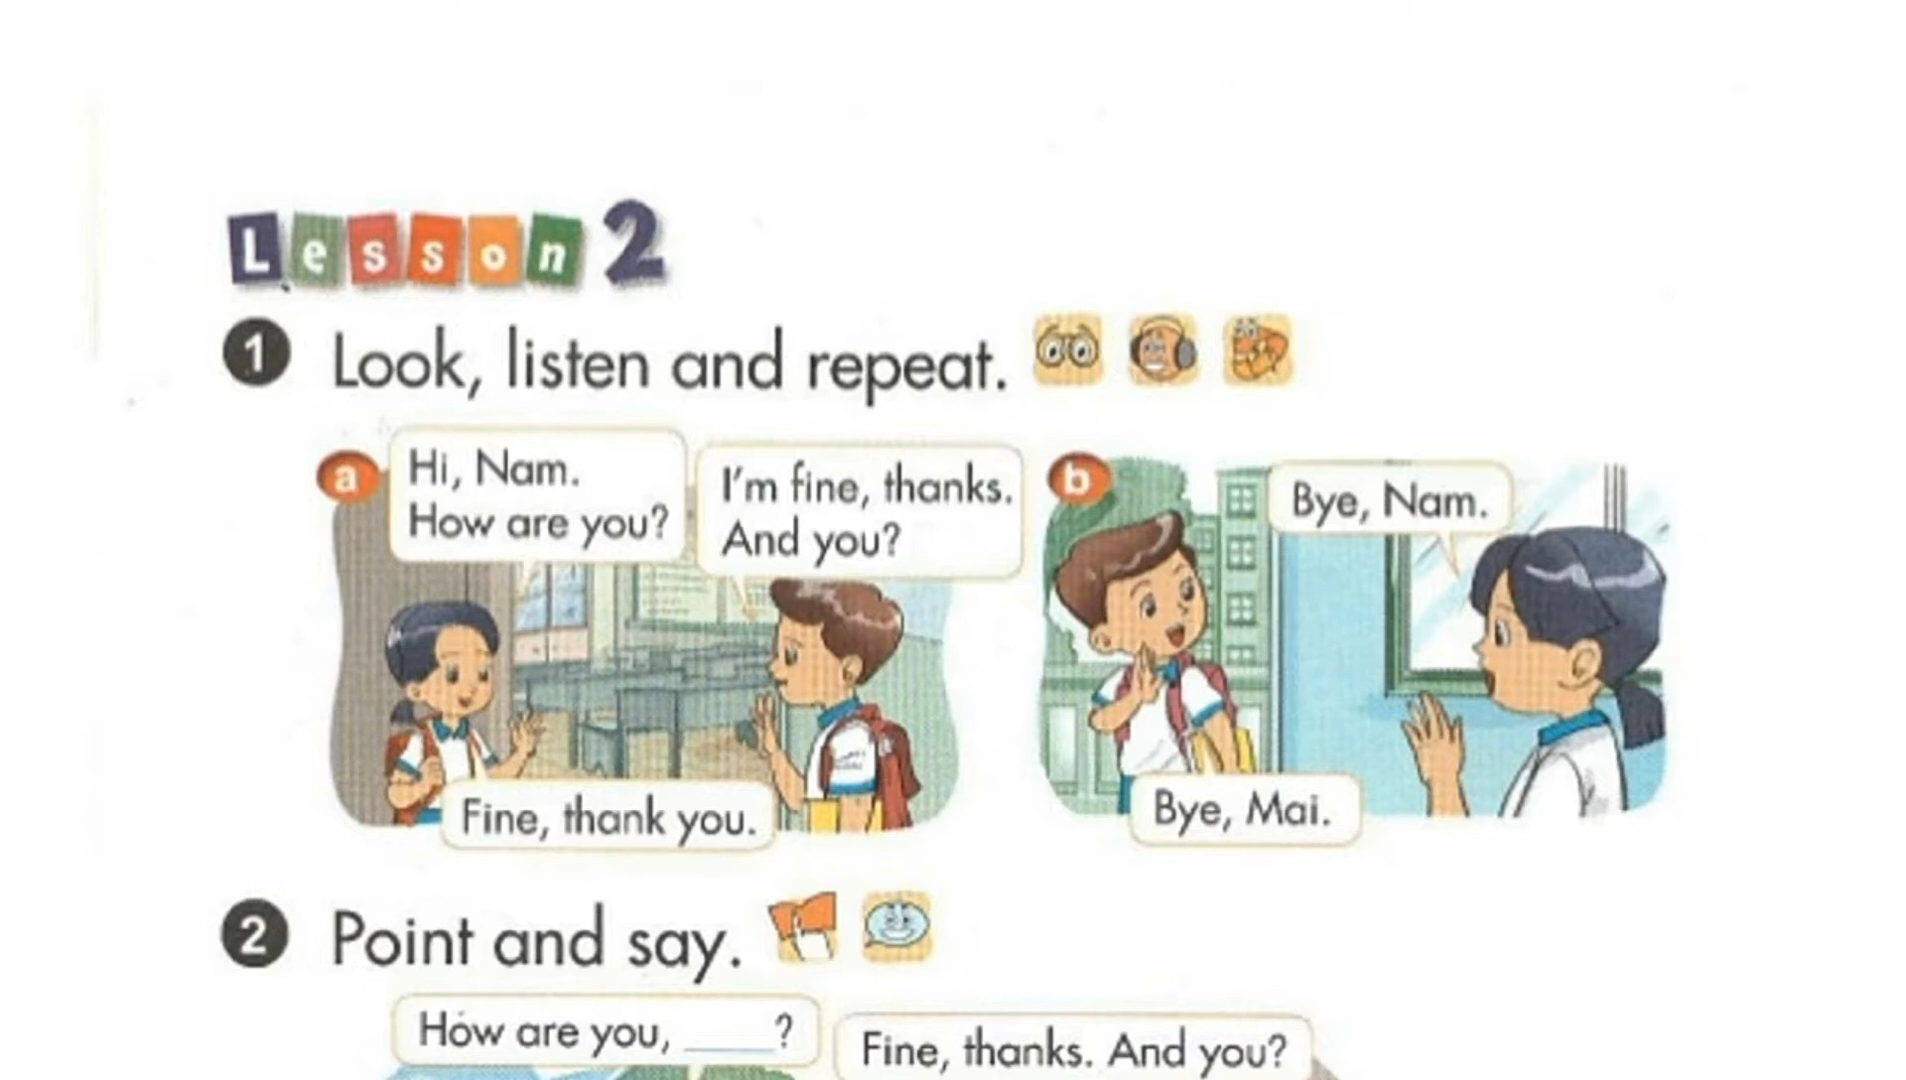 Lesson 2
1 Look, listen and repeat.
a
Hi, Nam.
How are you?
I'm fine, thanks.
And you?
Fine, thank you.
b
Bye, Nam.
Bye, Mai.
2 Point and say.
How are you, ____?
Fine, thanks. And you?